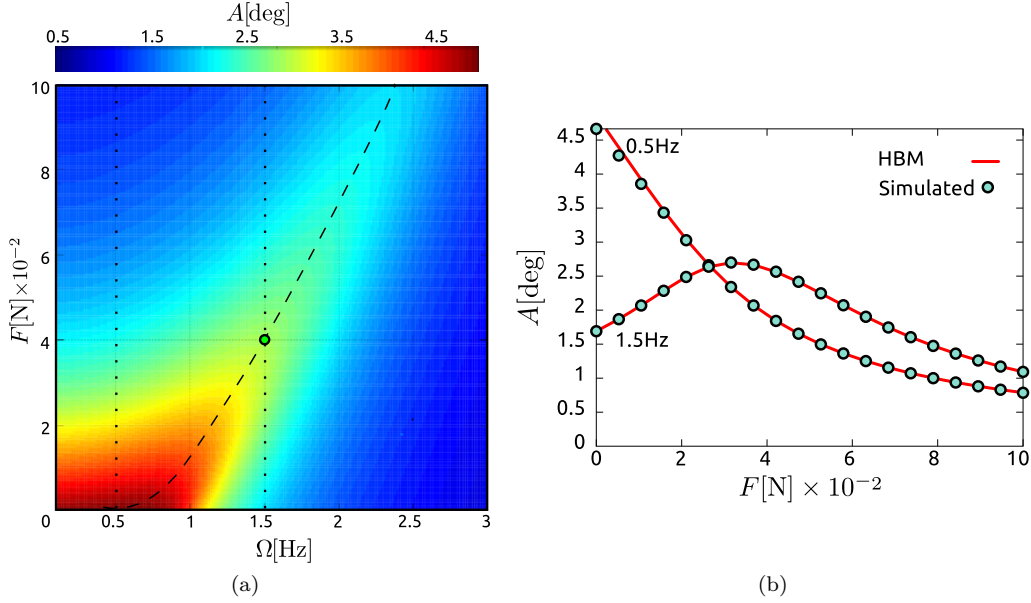 A[deg]
0.5 1.5 2.5 3.5 4.5
10
8
6
4
2
0
F[N]×10⁻²
0.5 1 1.5 2 2.5 3
Ω[Hz]
(a)
4.5
4
3.5
3
2.5
2
1.5
1
0.5
0
A[deg]
0.5Hz
1.5Hz
HBM
Simulated
0 2 4 6 8 10
F[N] × 10⁻²
(b)